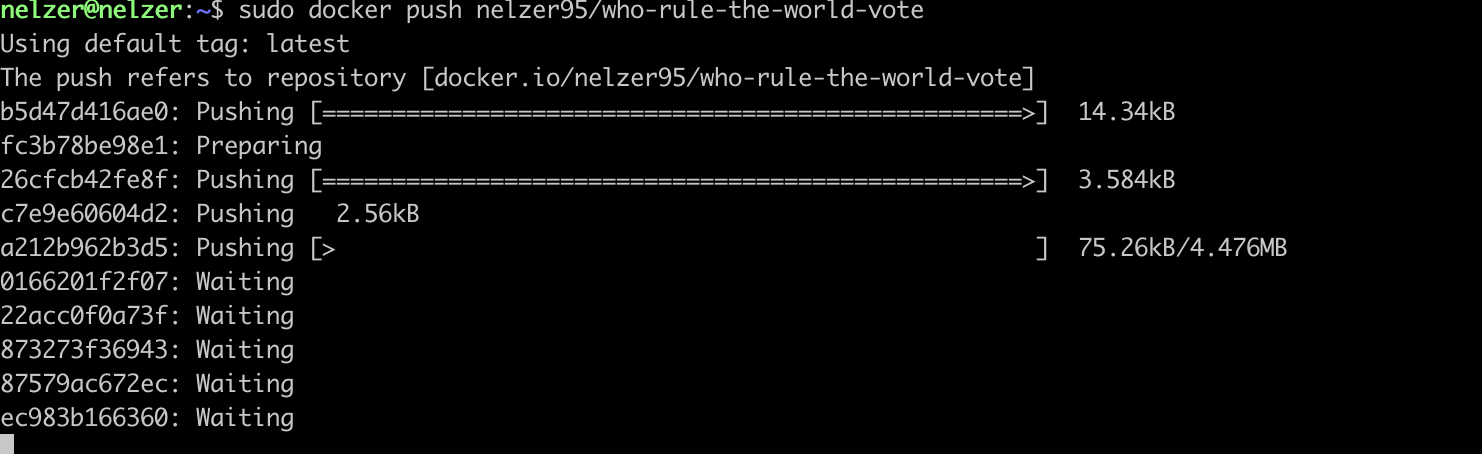 nelzer@nelzer:~$ sudo docker push nelzer95/who-rule-the-world-vote
Using default tag: latest
The push refers to repository [docker.io/nelzer95/who-rule-the-world-vote]
b5d47d416ae0: Pushing [==================================================>]  14.34kB
fc3b78be98e1: Preparing
26cfcb42fe8f: Pushing [==================================================>]  3.584kB
c7e9e60604d2: Pushing   2.56kB
a212b962b3d5: Pushing [>                                                  ]  75.26kB/4.476MB
0166201f2f07: Waiting
22acc0f0a73f: Waiting
873273f36943: Waiting
87579ac672ec: Waiting
ec983b166360: Waiting